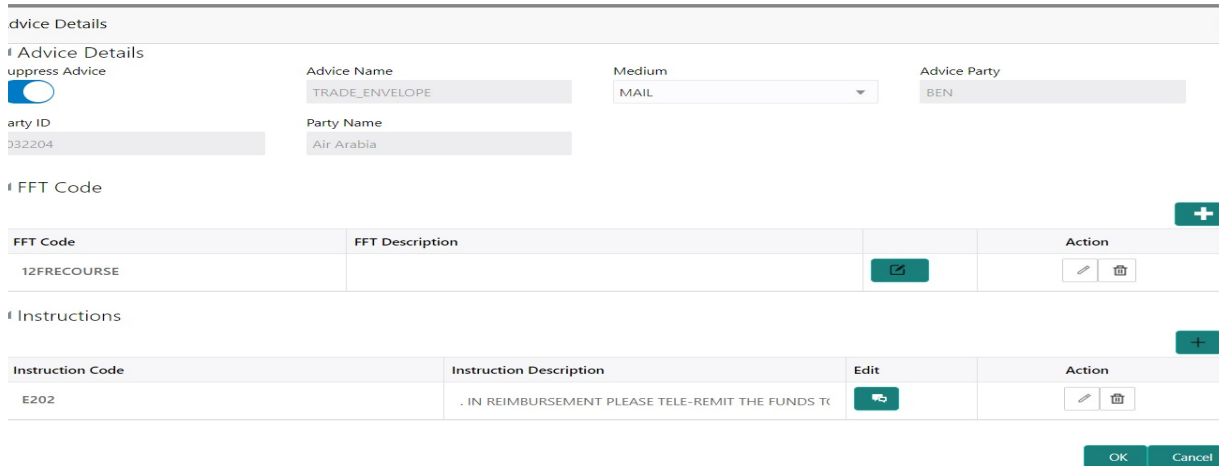 dvice Details
Advice Details
uppress Advice Advice Name Medium Advice Party
TRADE_ENVELOPE MAIL BEN
arty ID Party Name
032204 Air Arabia
FFT Code
FFT Code FFT Description Action
12FRECOURSE
Instructions
Instruction Code Instruction Description Edit Action
E202 . IN REIMBURSEMENT PLEASE TELE-REMIT THE FUNDS TO
OK Cancel